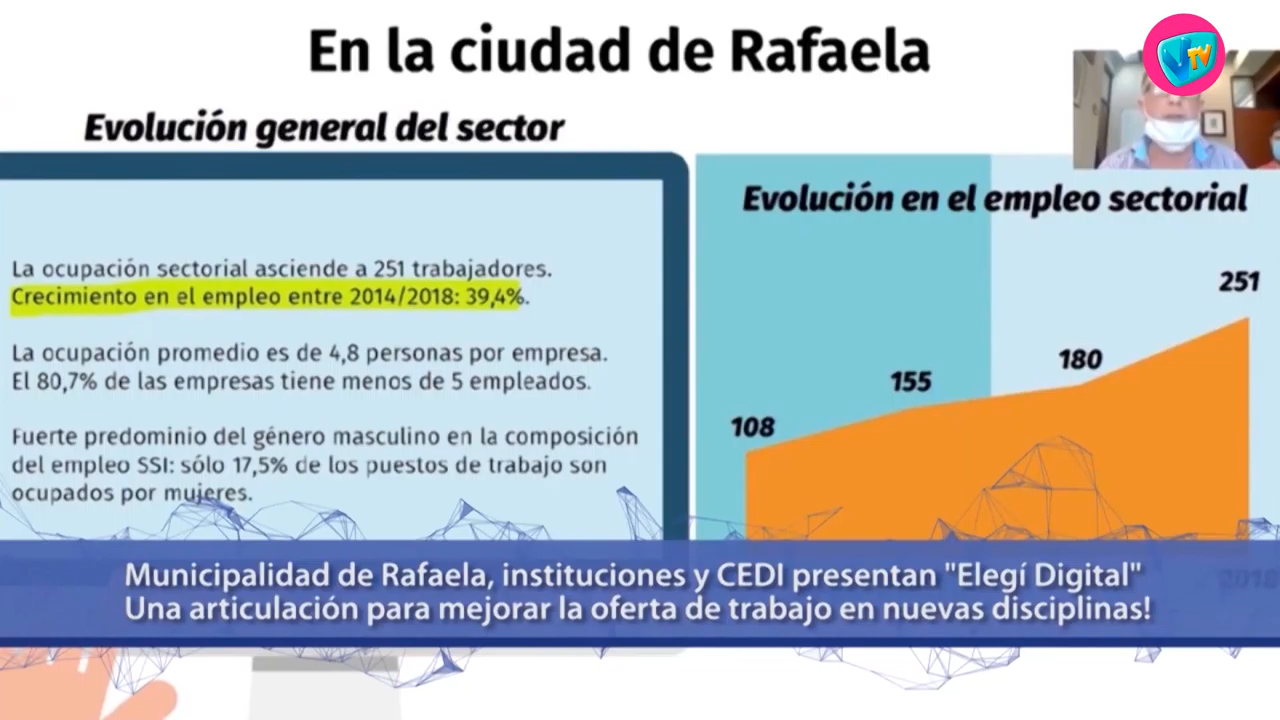 En la ciudad de Rafaela
VTV
Evolución general del sector
La ocupación sectorial asciende a 251 trabajadores.
Crecimiento en el empleo entre 2014/2018: 39,4%.
La ocupación promedio es de 4,8 personas por empresa.
El 80,7% de las empresas tiene menos de 5 empleados.
Fuerte predominio del género masculino en la composición
del empleo SSI: sólo 17,5% de los puestos de trabajo son
ocupados por mujeres.
Evolución en el empleo sectorial
108
155
180
251
2018
Municipalidad de Rafaela, instituciones y CEDI presentan "Elegí Digital"
Una articulación para mejorar la oferta de trabajo en nuevas disciplinas!